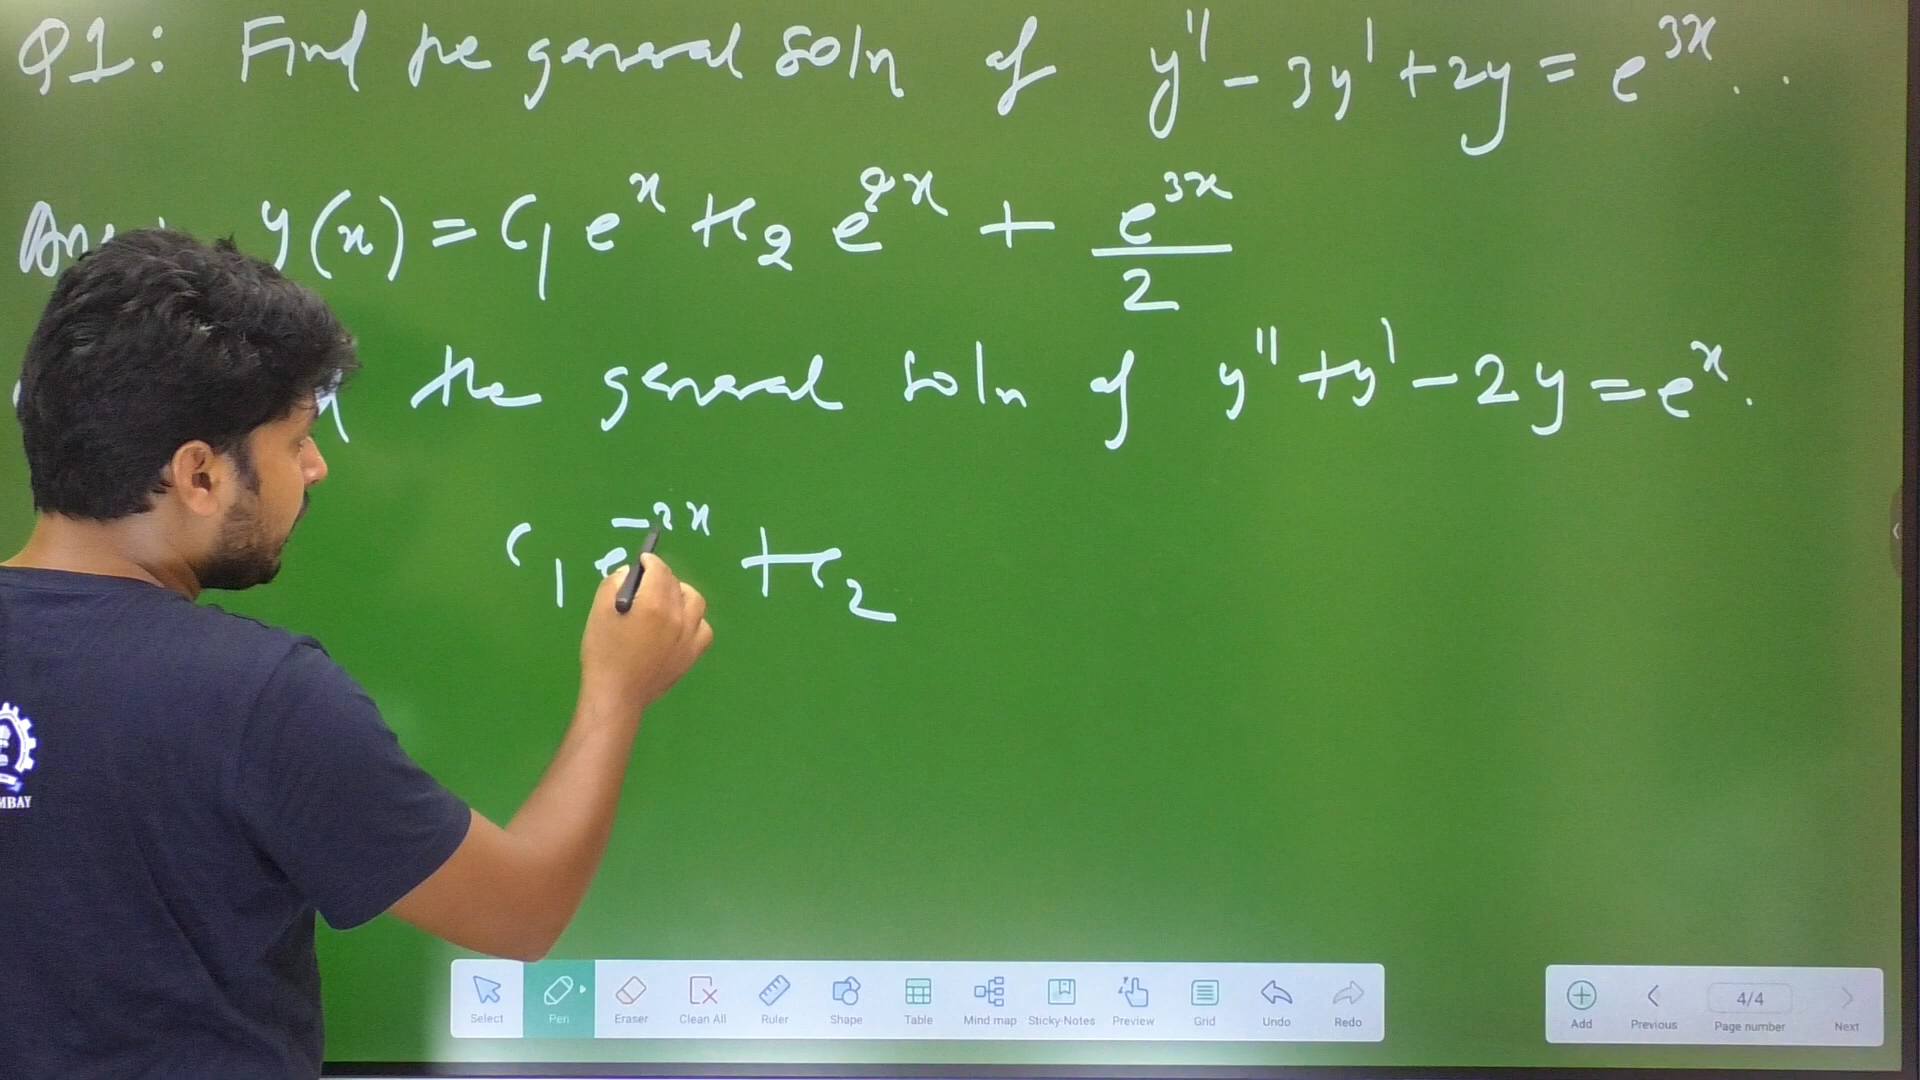 Q1: Find the general soln of y'' - 3y' + 2y = e^{3x}. .
y(x) = c_1 e^x + c_2 e^{2x} + \frac{e^{3x}}{2}
the general soln of y'' + y' - 2y = e^x.
c_1 e^{-2x} + c_2
MBAY
Select Pen Eraser Clean All Ruler Shape Table Mind map Sticky-Notes Preview Grid Undo Redo
4/4
Add Previous Page number Next